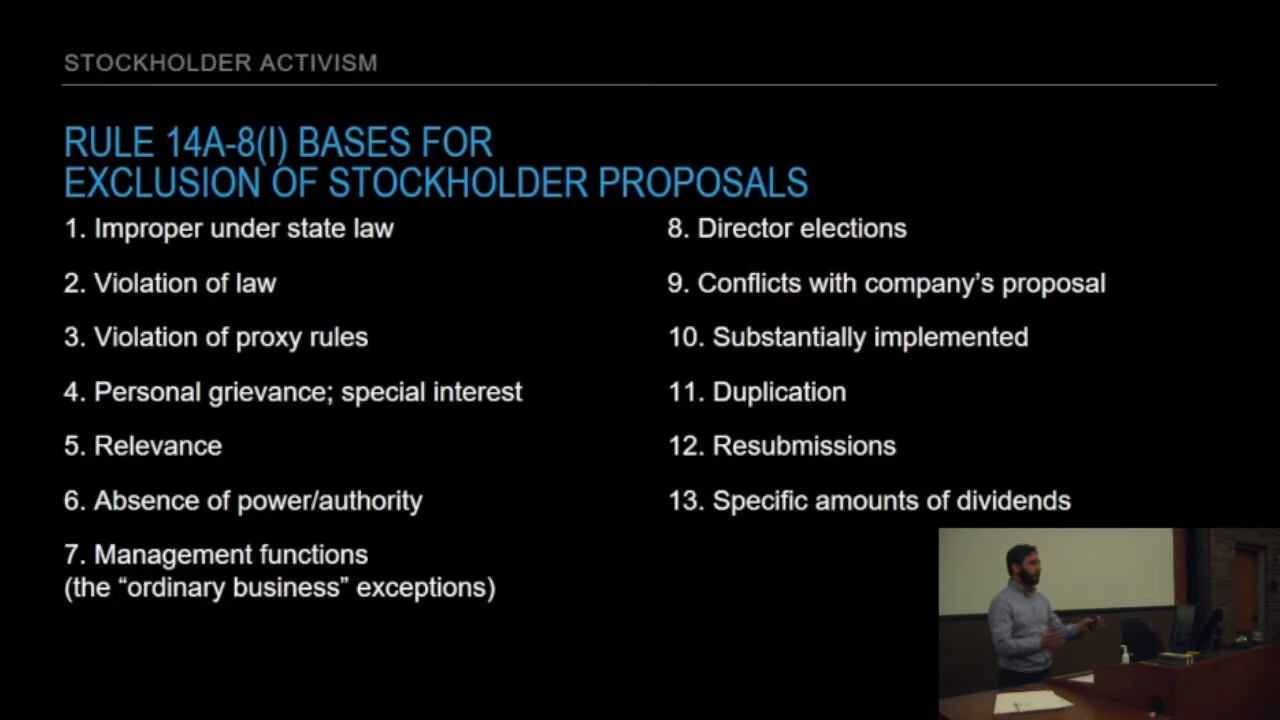 STOCKHOLDER ACTIVISM
RULE 14A-8(I) BASES FOR
EXCLUSION OF STOCKHOLDER PROPOSALS
1. Improper under state law
2. Violation of law
3. Violation of proxy rules
4. Personal grievance; special interest
5. Relevance
6. Absence of power/authority
7. Management functions
(the “ordinary business” exceptions)
8. Director elections
9. Conflicts with company’s proposal
10. Substantially implemented
11. Duplication
12. Resubmissions
13. Specific amounts of dividends